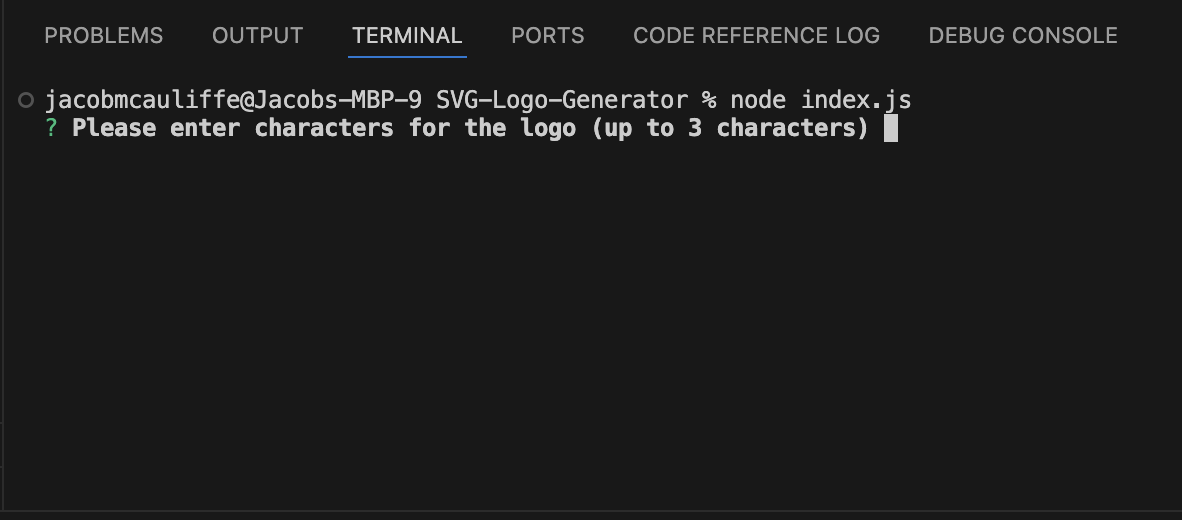 PROBLEMS OUTPUT TERMINAL PORTS CODE REFERENCE LOG DEBUG CONSOLE
jacobmcauliffe@Jacobs-MBP-9 SVG-Logo-Generator % node index.js
? Please enter characters for the logo (up to 3 characters)